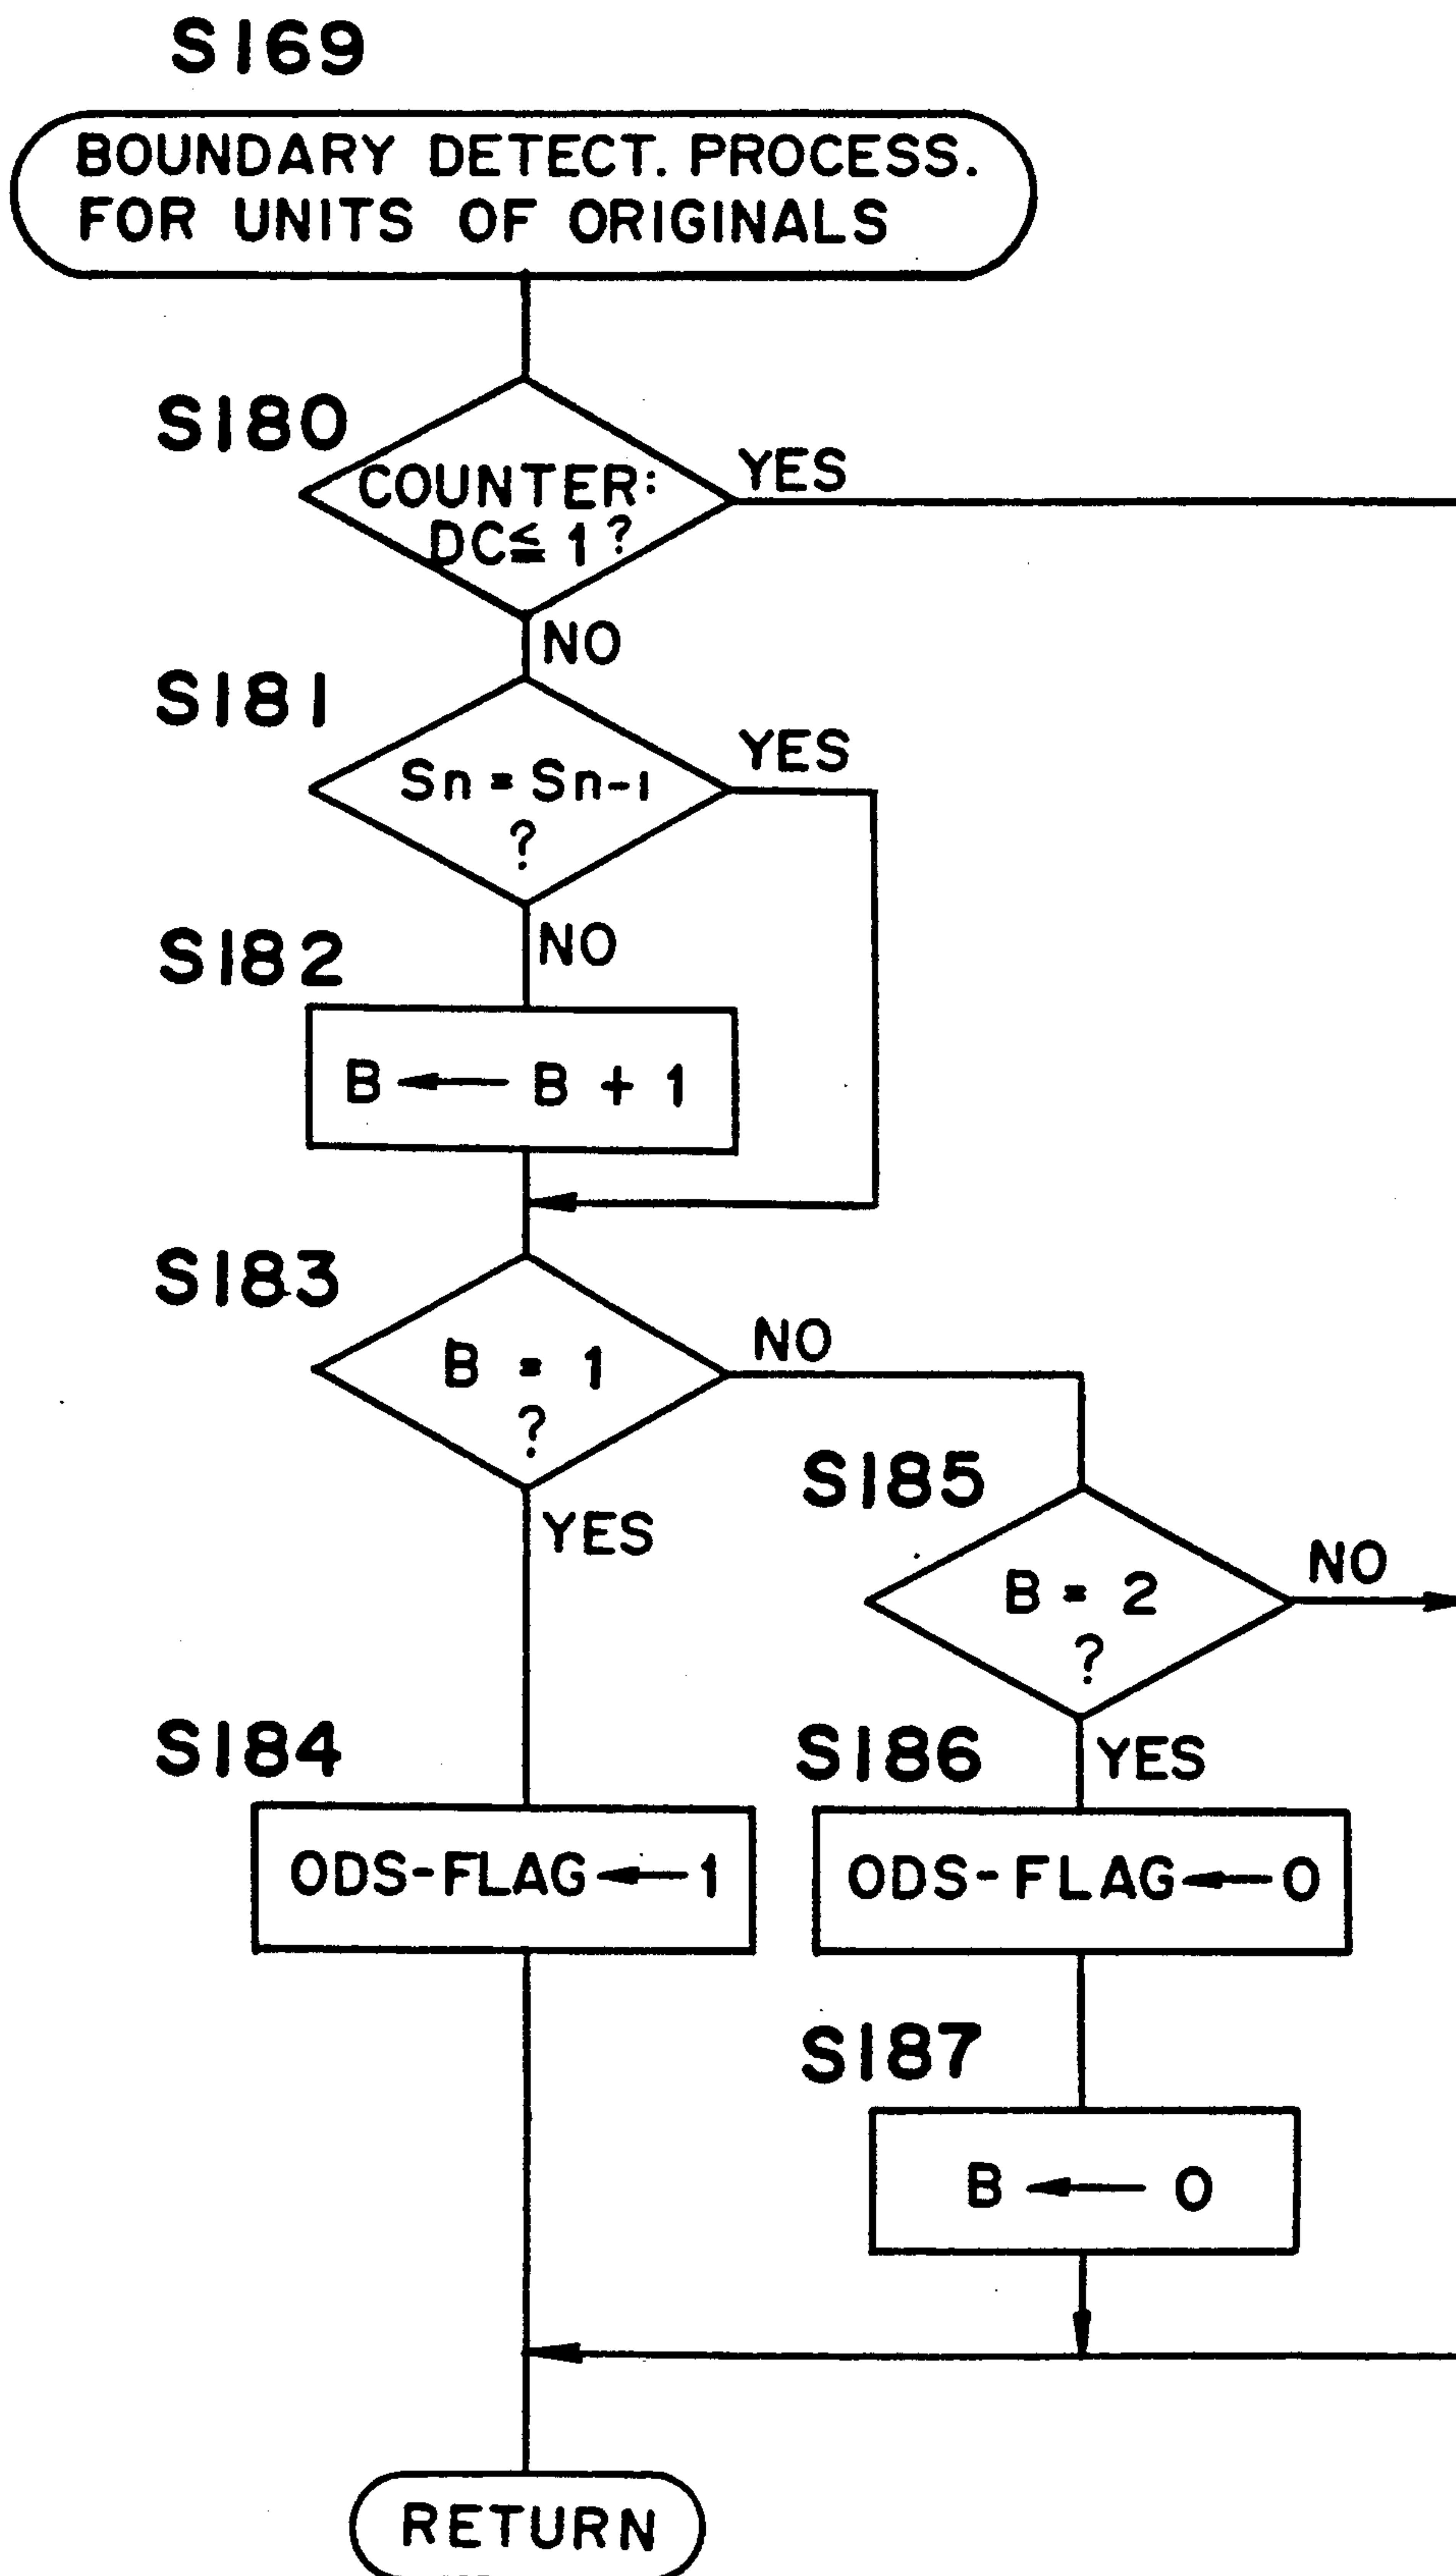 S169
BOUNDARY DETECT. PROCESS.
FOR UNITS OF ORIGINALS
S180
COUNTER:
DC≦ 1 ?
YES
NO
S181
Sn = Sn-1
?
YES
NO
S182
B ← B + 1
S183
B = 1
?
NO
YES
S185
B = 2
?
NO
YES
S184
ODS-FLAG ← 1
S186
ODS-FLAG ← 0
S187
B ← 0
RETURN